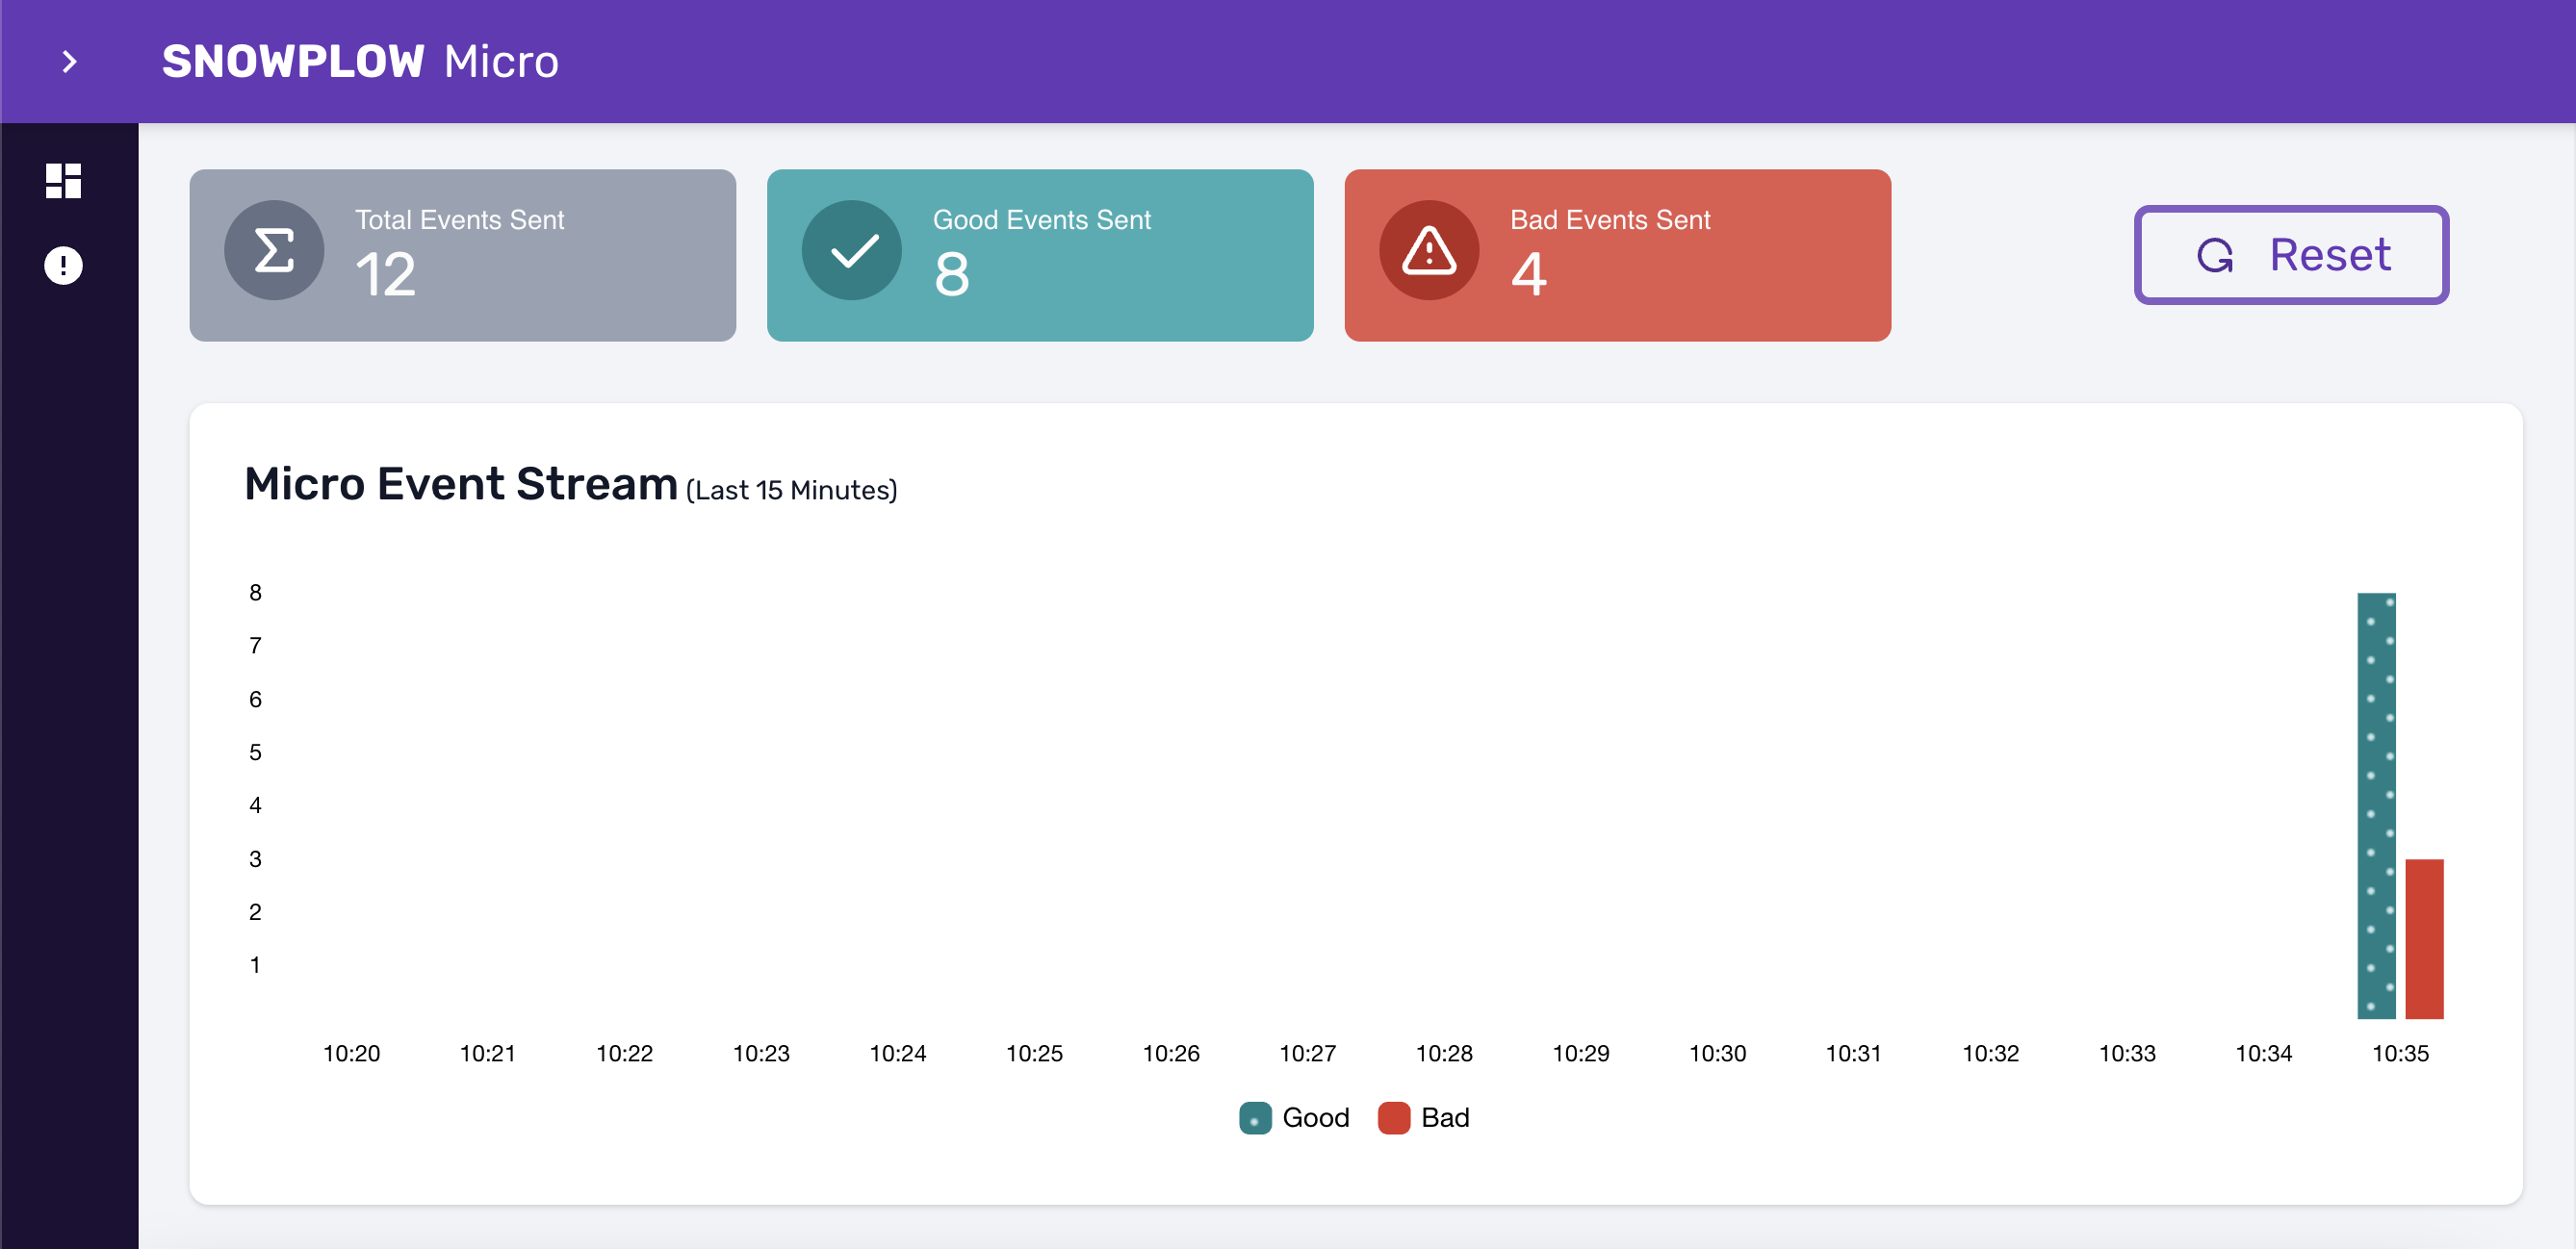 SNOWPLOW Micro
Total Events Sent
12
Good Events Sent
8
Bad Events Sent
4
Reset
Micro Event Stream (Last 15 Minutes)
8
7
6
5
4
3
2
1
10:20 10:21 10:22 10:23 10:24 10:25 10:26 10:27 10:28 10:29 10:30 10:31 10:32 10:33 10:34 10:35
Good Bad